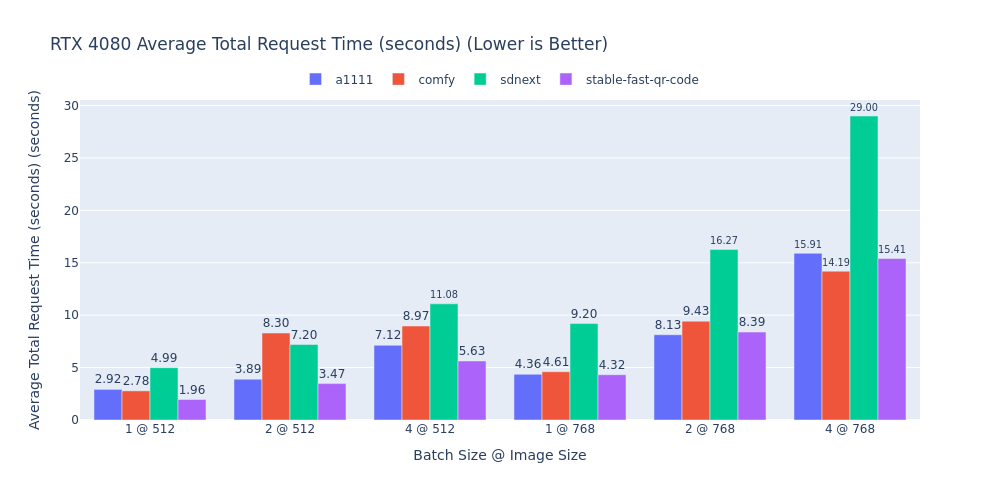 RTX 4080 Average Total Request Time (seconds) (Lower is Better)
a1111 comfy sdnext stable-fast-qr-code
Average Total Request Time (seconds) (seconds)
30
25
20
15
10
5
0
2.92 2.78 4.99 1.96
3.89 8.30 7.20 3.47
7.12 8.97 11.08 5.63
4.36 4.61 9.20 4.32
8.13 9.43 16.27 8.39
15.91 14.19 29.00 15.41
1 @ 512 2 @ 512 4 @ 512 1 @ 768 2 @ 768 4 @ 768
Batch Size @ Image Size